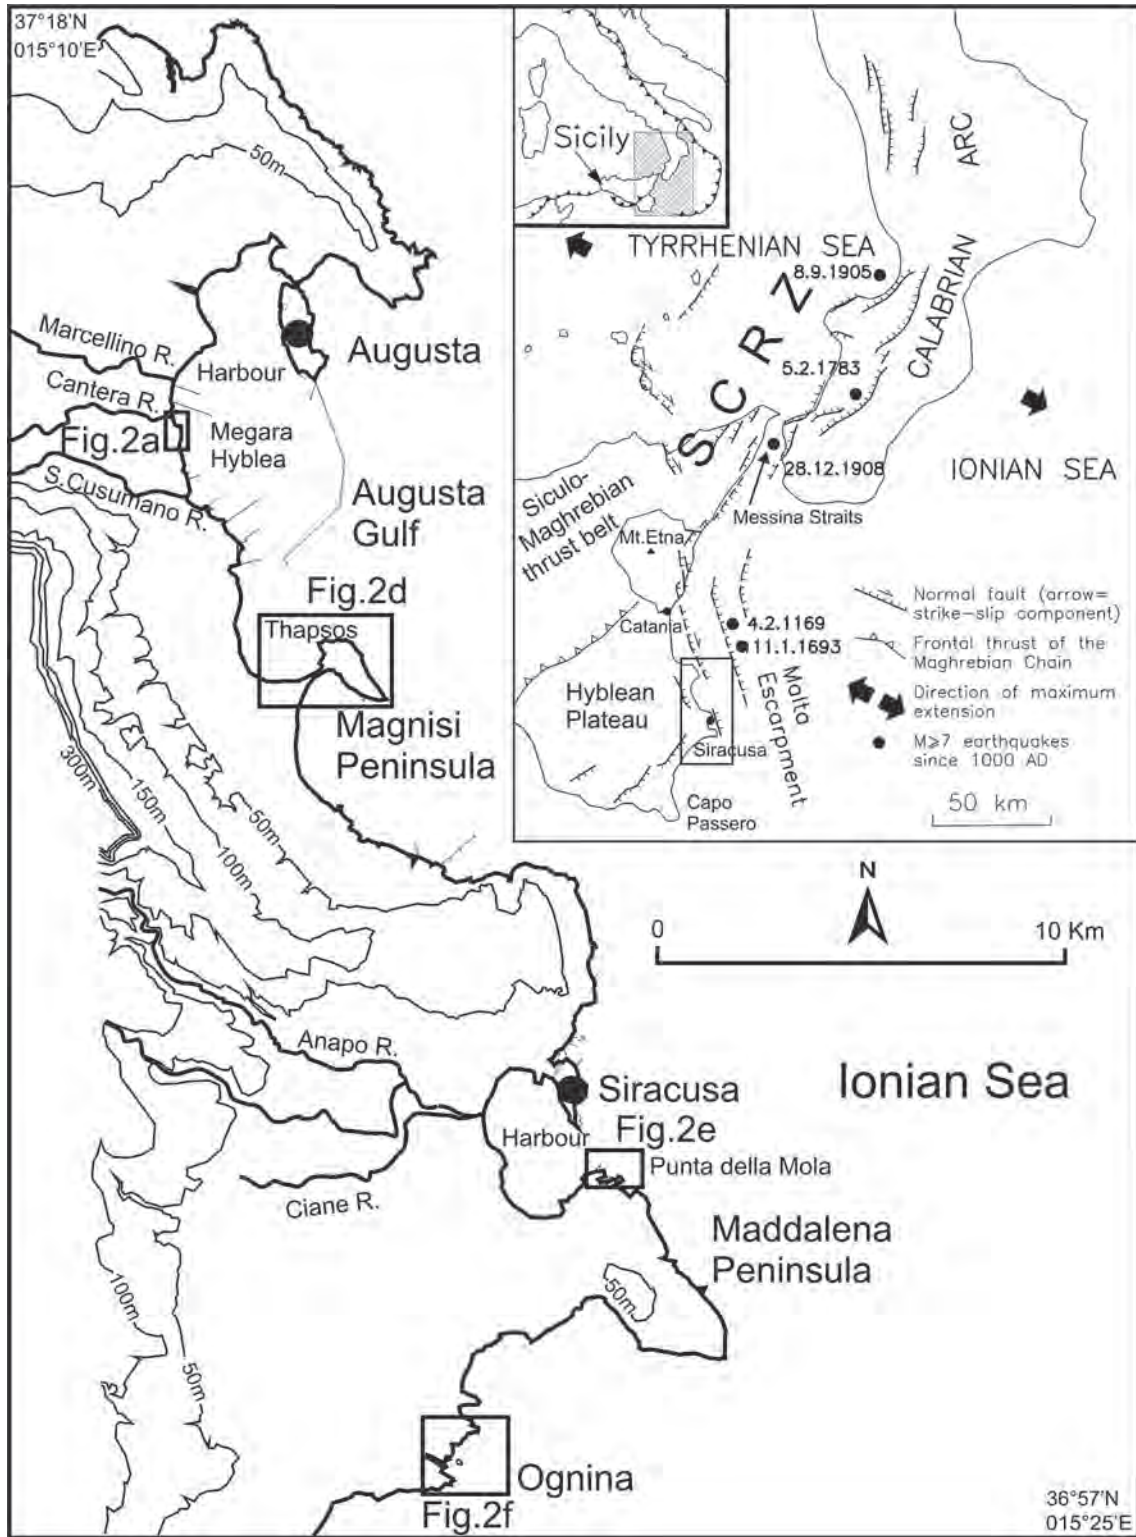 37°18'N
015°10'E
50m
Marcellino R.
Cantera R.
Fig.2a
S.Cusumano R.
Harbour
Augusta
Megara
Hyblea
Augusta
Gulf
Fig.2d
Thapsos
Magnisi
Peninsula
300m
150m
100m
50m
Anapo R.
Ciane R.
Harbour
Siracusa
Fig.2e
Punta della Mola
Maddalena
Peninsula
50m
100m
50m
Ognina
Fig.2f
Ionian Sea
N
0 10 Km
36°57'N
015°25'E
Sicily
TYRRHENIAN SEA
8.9.1905
CALABRIAN ARC
SCRZ
5.2.1783
28.12.1908
IONIAN SEA
Messina Straits
Siculo-
Maghrebian
thrust belt
Mt.Etna
Catania
4.2.1169
11.1.1693
Hyblean
Plateau
Siracusa
Malta
Escarpment
Capo
Passero
Normal fault (arrow=
strike-slip component)
Frontal thrust of the
Maghrebian Chain
Direction of maximum
extension
M⩾7 earthquakes
since 1000 AD
50 km